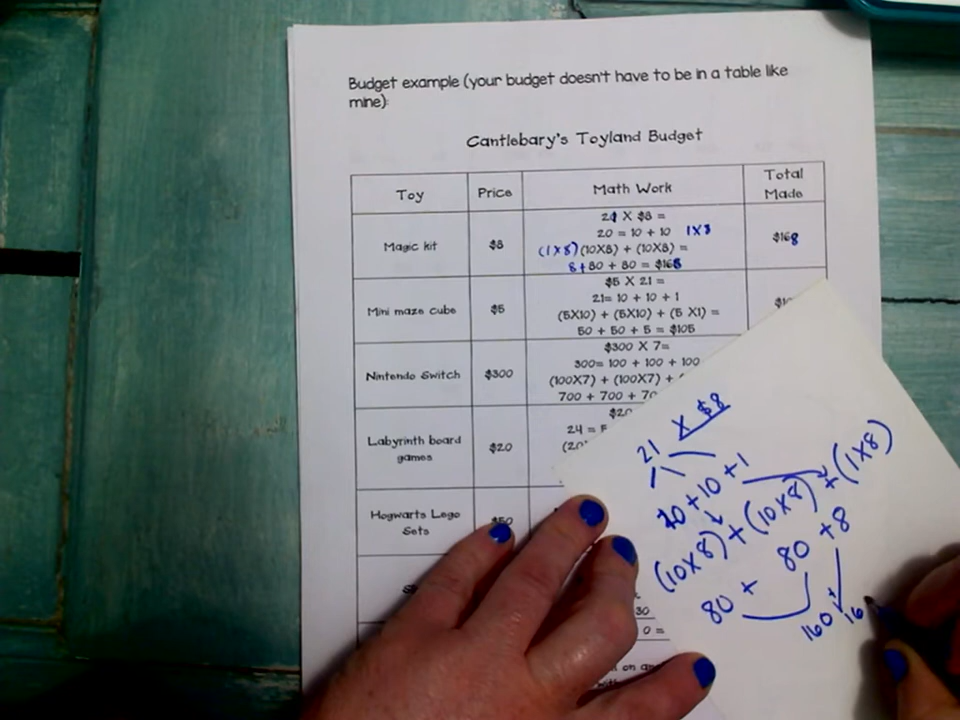 Budget example (your budget doesn't have to be in a table like
mine):
Cantlebary's Toyland Budget
Toy Price Math Work Total Made
Magic kit $8
21 X $8 =
20 = 10 + 10 1X8
(1X8) (10X8) + (10X8) =
8+80 + 80 = $168
$168
Mini maze cube $5
$5 X 21 =
21= 10 + 10 + 1
(5X10) + (5X10) + (5 X1) =
50 + 50 + 5 = $105
Nintendo Switch $300
$300 X 7=
300= 100 + 100 + 100
(100X7) + (100X7) +
700 + 700 +
Labyrinth board
games
$20
24 =
Hogwarts Lego
Sets
30
0 =
21 X $8
10+10+1
(10X8)+(10X8)+(1X8)
80 + 80 +8
160+ 16